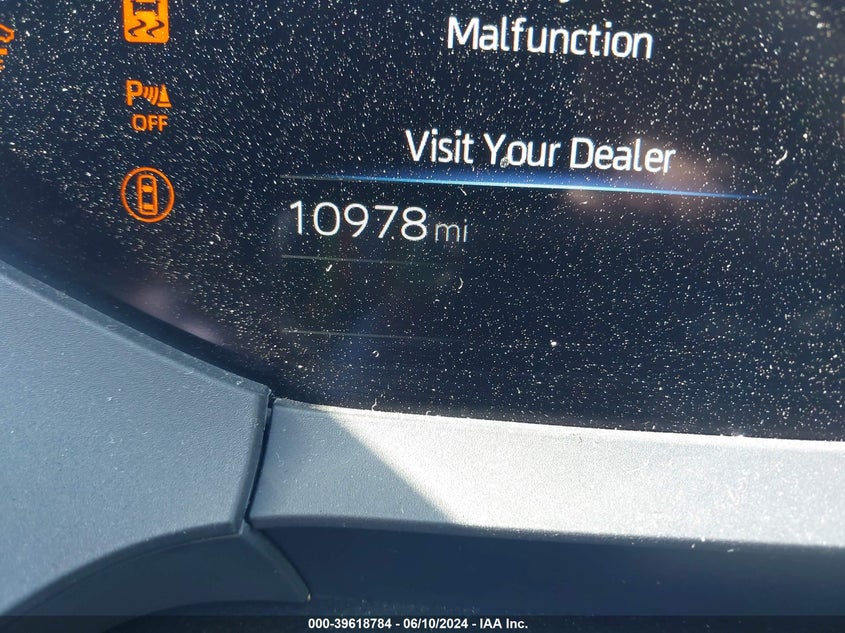 Malfunction
P
OFF
Visit Your Dealer
10978 mi
000-39618784 - 06/10/2024 - IAA Inc.